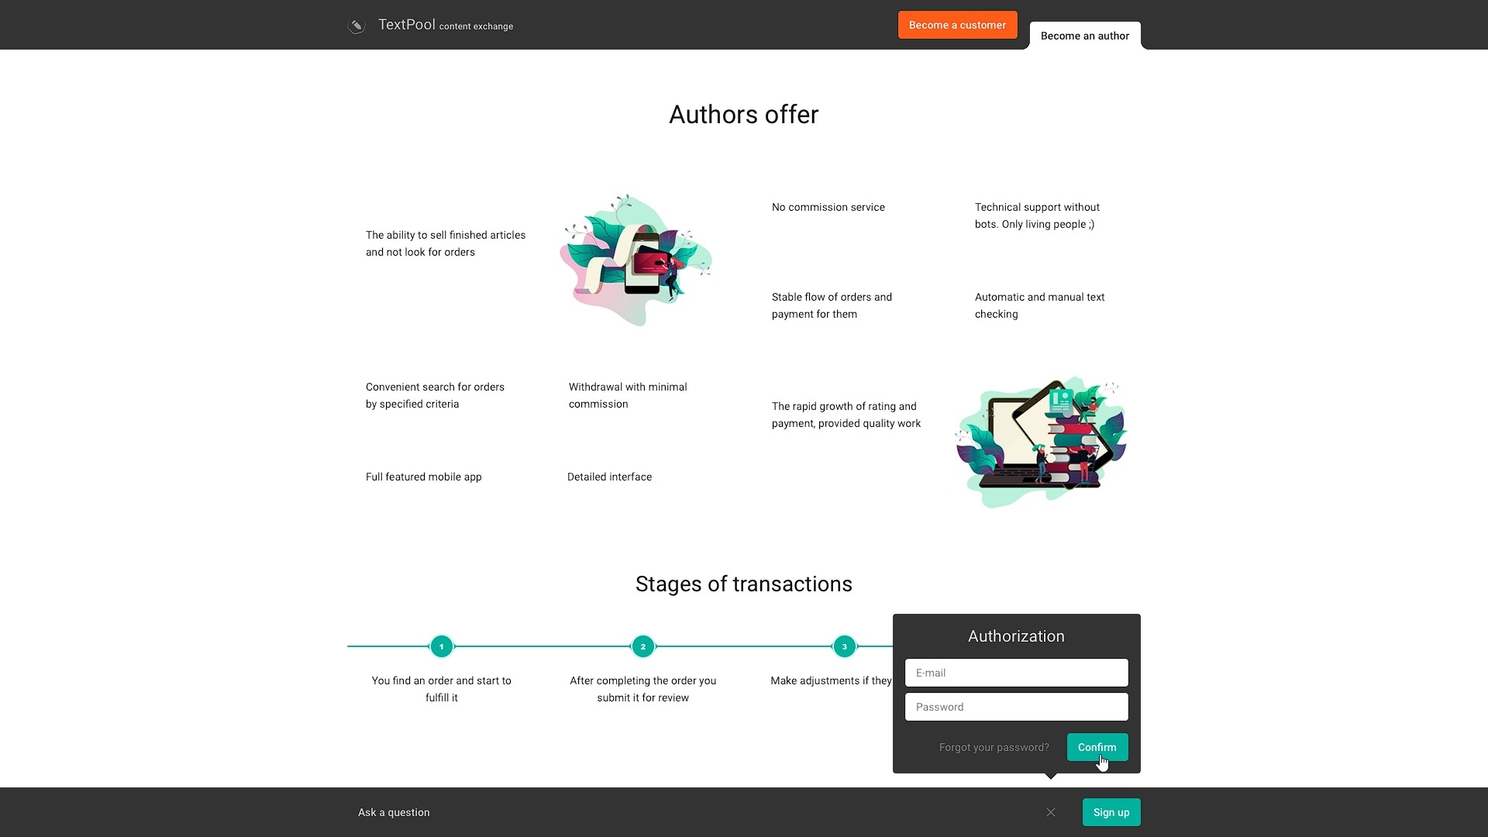 TextPool content exchange
Become a customer
Become an author
Authors offer
The ability to sell finished articles
and not look for orders
No commission service
Technical support without
bots. Only living people ;)
Stable flow of orders and
payment for them
Automatic and manual text
checking
Convenient search for orders
by specified criteria
Withdrawal with minimal
commission
The rapid growth of rating and
payment, provided quality work
Full featured mobile app
Detailed interface
Stages of transactions
1
2
3
You find an order and start to
fulfill it
After completing the order you
submit it for review
Make adjustments if they
Authorization
E-mail
Password
Forgot your password?
Confirm
Ask a question
Sign up